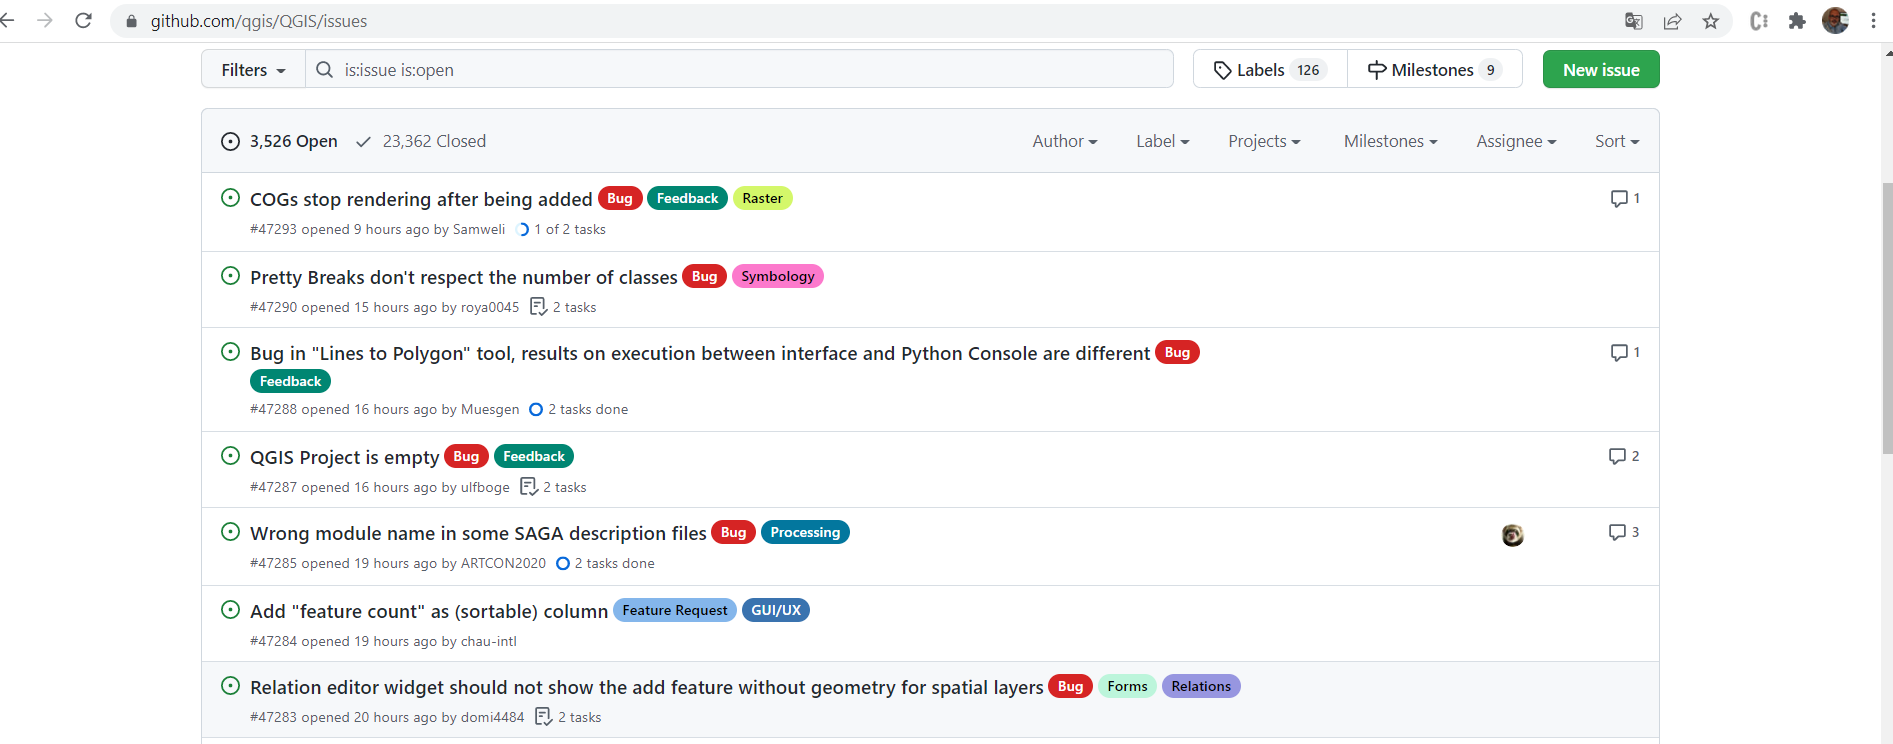 github.com/qgis/QGIS/issues
Filters is:issue is:open Labels 126 Milestones 9 New issue
3,526 Open 23,362 Closed Author Label Projects Milestones Assignee Sort
COGs stop rendering after being added Bug Feedback Raster 1
#47293 opened 9 hours ago by Samweli 1 of 2 tasks
Pretty Breaks don't respect the number of classes Bug Symbology
#47290 opened 15 hours ago by roya0045 2 tasks
Bug in "Lines to Polygon" tool, results on execution between interface and Python Console are different Bug 1
Feedback
#47288 opened 16 hours ago by Muesgen 2 tasks done
QGIS Project is empty Bug Feedback 2
#47287 opened 16 hours ago by ulfboge 2 tasks
Wrong module name in some SAGA description files Bug Processing 3
#47285 opened 19 hours ago by ARTCON2020 2 tasks done
Add "feature count" as (sortable) column Feature Request GUI/UX
#47284 opened 19 hours ago by chau-intl
Relation editor widget should not show the add feature without geometry for spatial layers Bug Forms Relations
#47283 opened 20 hours ago by domi4484 2 tasks